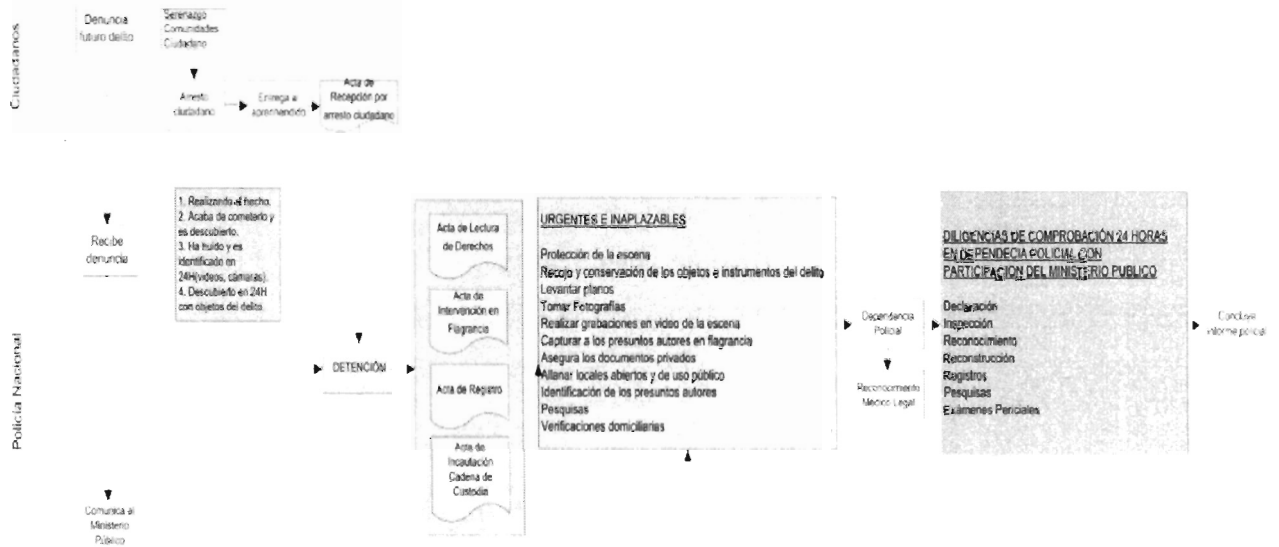 Ciudadanos
Denuncia
futuro delito
Serenazgo
Comunidades
Ciudadano
Arresto
ciudadano
Entrega al
aprehendido
Acta de
Recepción por
arresto ciudadano
Policía Nacional
Recibe
denuncia
Comunica al
Ministerio
Público
1. Realizando el hecho.
2. Acaba de cometerlo y
es descubierto.
3. Ha huido y es
identificado en
24H(videos, cámaras).
4. Descubierto en 24H
con objetos del delito.
DETENCIÓN
Acta de Lectura
de Derechos
Acta de
Intervención en
Flagrancia
Acta de Registro
Acta de
Incautación
Cadena de
Custodia
URGENTES E INAPLAZABLES
Protección de la escena
Recojo y conservación de los objetos e instrumentos del delito
Levantar planos
Tomar Fotografías
Realizar grabaciones en video de la escena
Capturar a los presuntos autores en flagrancia
Asegura los documentos privados
Allanar locales abiertos y de uso público
Identificación de los presuntos autores
Pesquisas
Verificaciones domiciliarias
Dependencia
Policial
Reconocimiento
Médico Legal
DILIGENCIAS DE COMPROBACIÓN 24 HORAS
EN DEPENDECIA POLICIAL CON
PARTICIPACION DEL MINISTERIO PUBLICO
Declaración
Inspección
Reconocimiento
Reconstrucción
Registros
Pesquisas
Exámenes Periciales
Concluye
informe policial